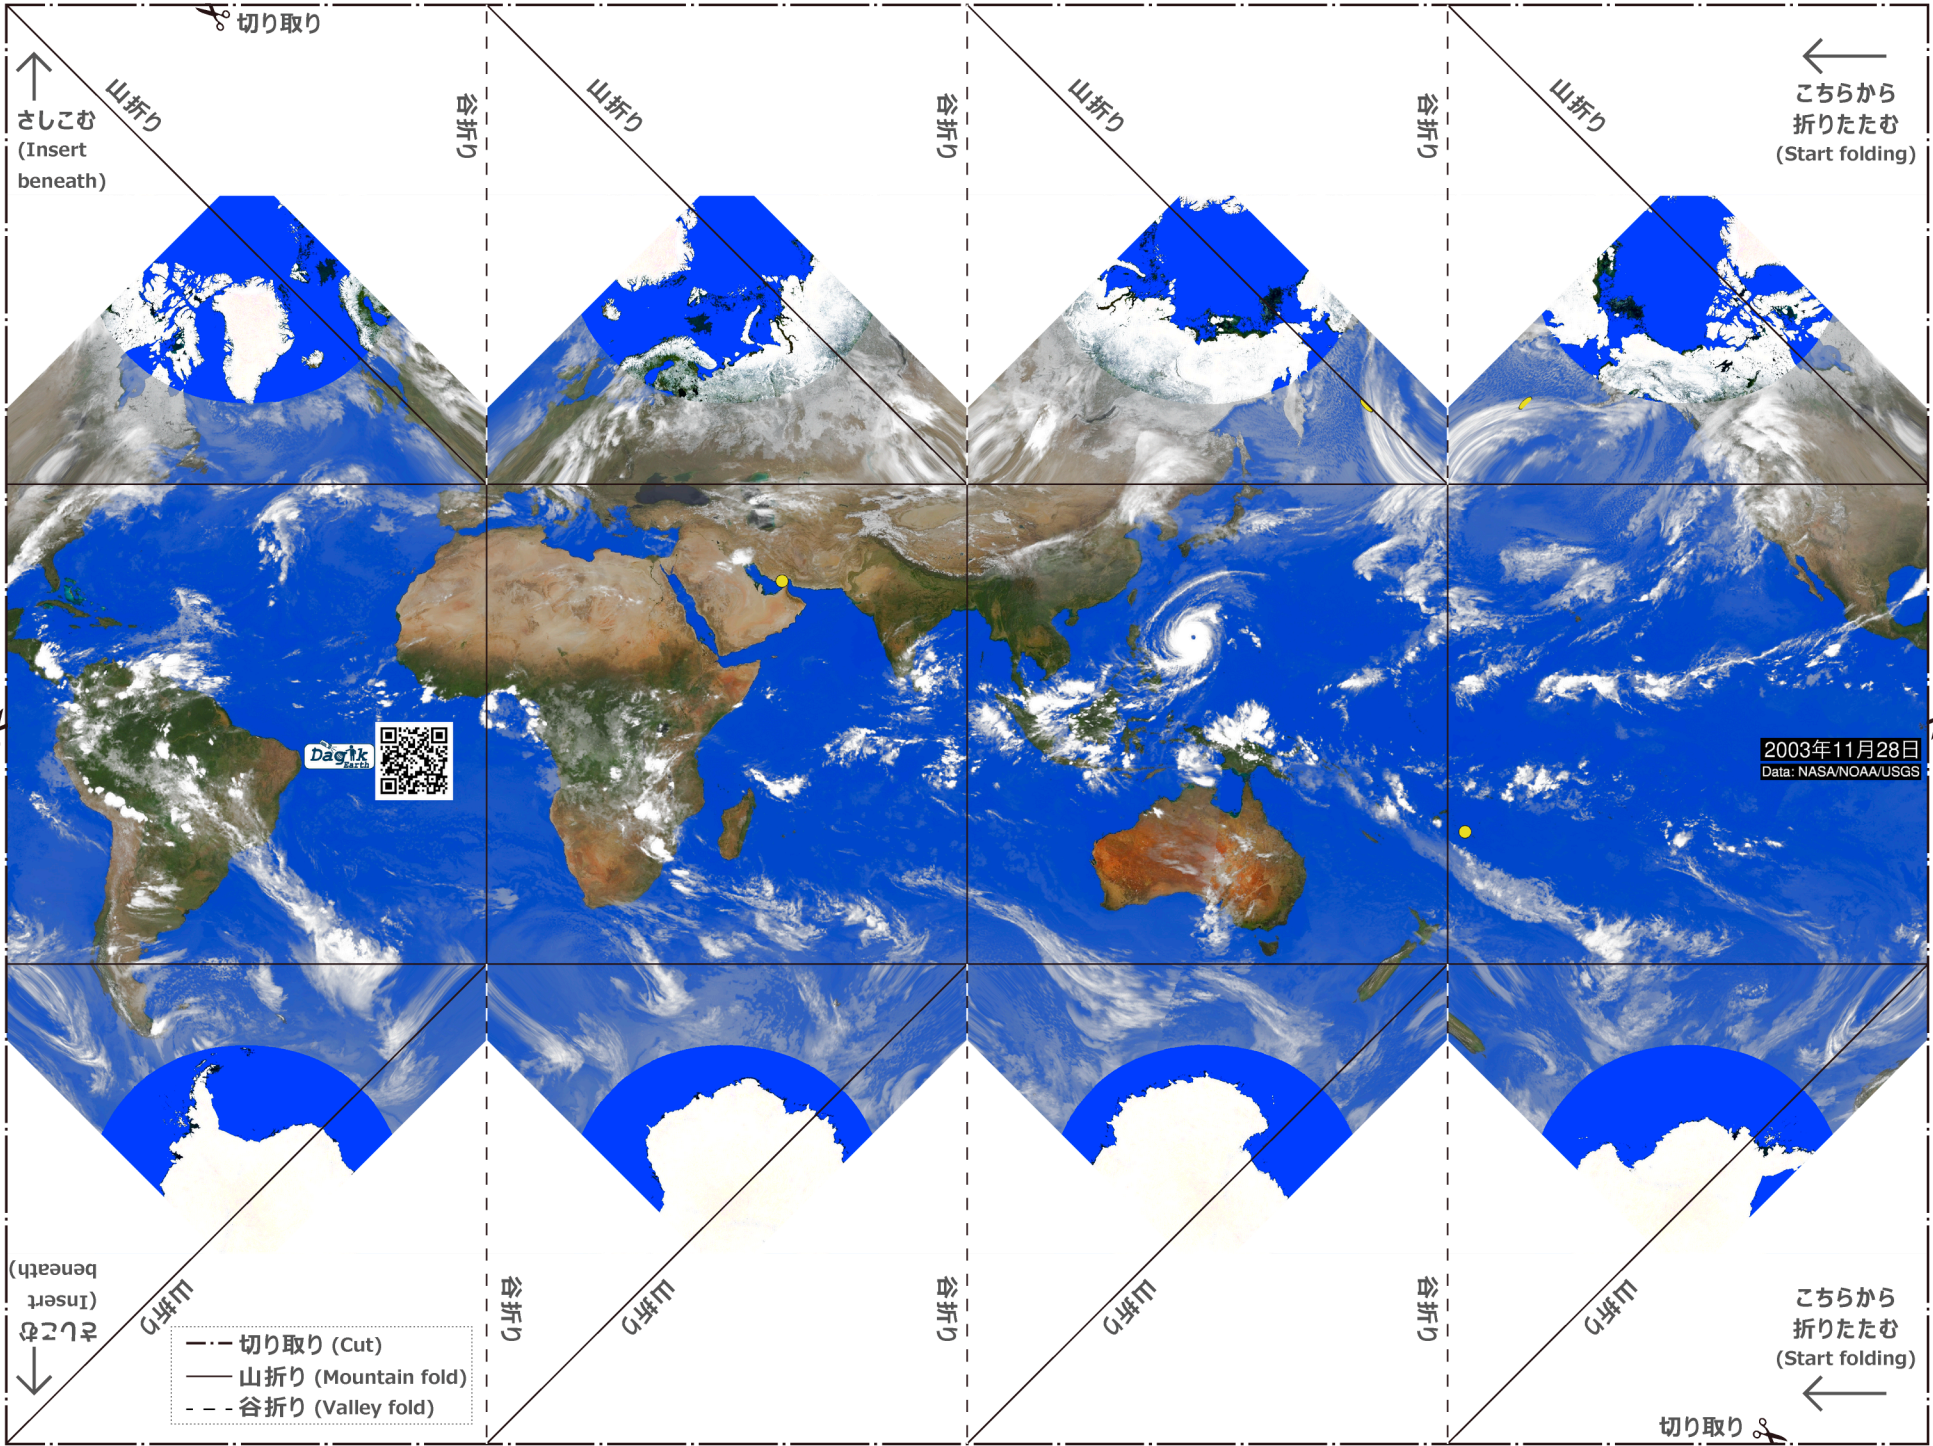 切り取り
山折り
谷折り
山折り
谷折り
山折り
谷折り
山折り
さしこむ
(Insert
beneath)
こちらから
折りたたむ
(Start folding)
Dagik
Earth
2003年11月28日
Data: NASA/NOAA/USGS
さしこむ
(Insert
beneath)
山折り
谷折り
山折り
谷折り
山折り
谷折り
山折り
切り取り (Cut)
山折り (Mountain fold)
谷折り (Valley fold)
こちらから
折りたたむ
(Start folding)
切り取り